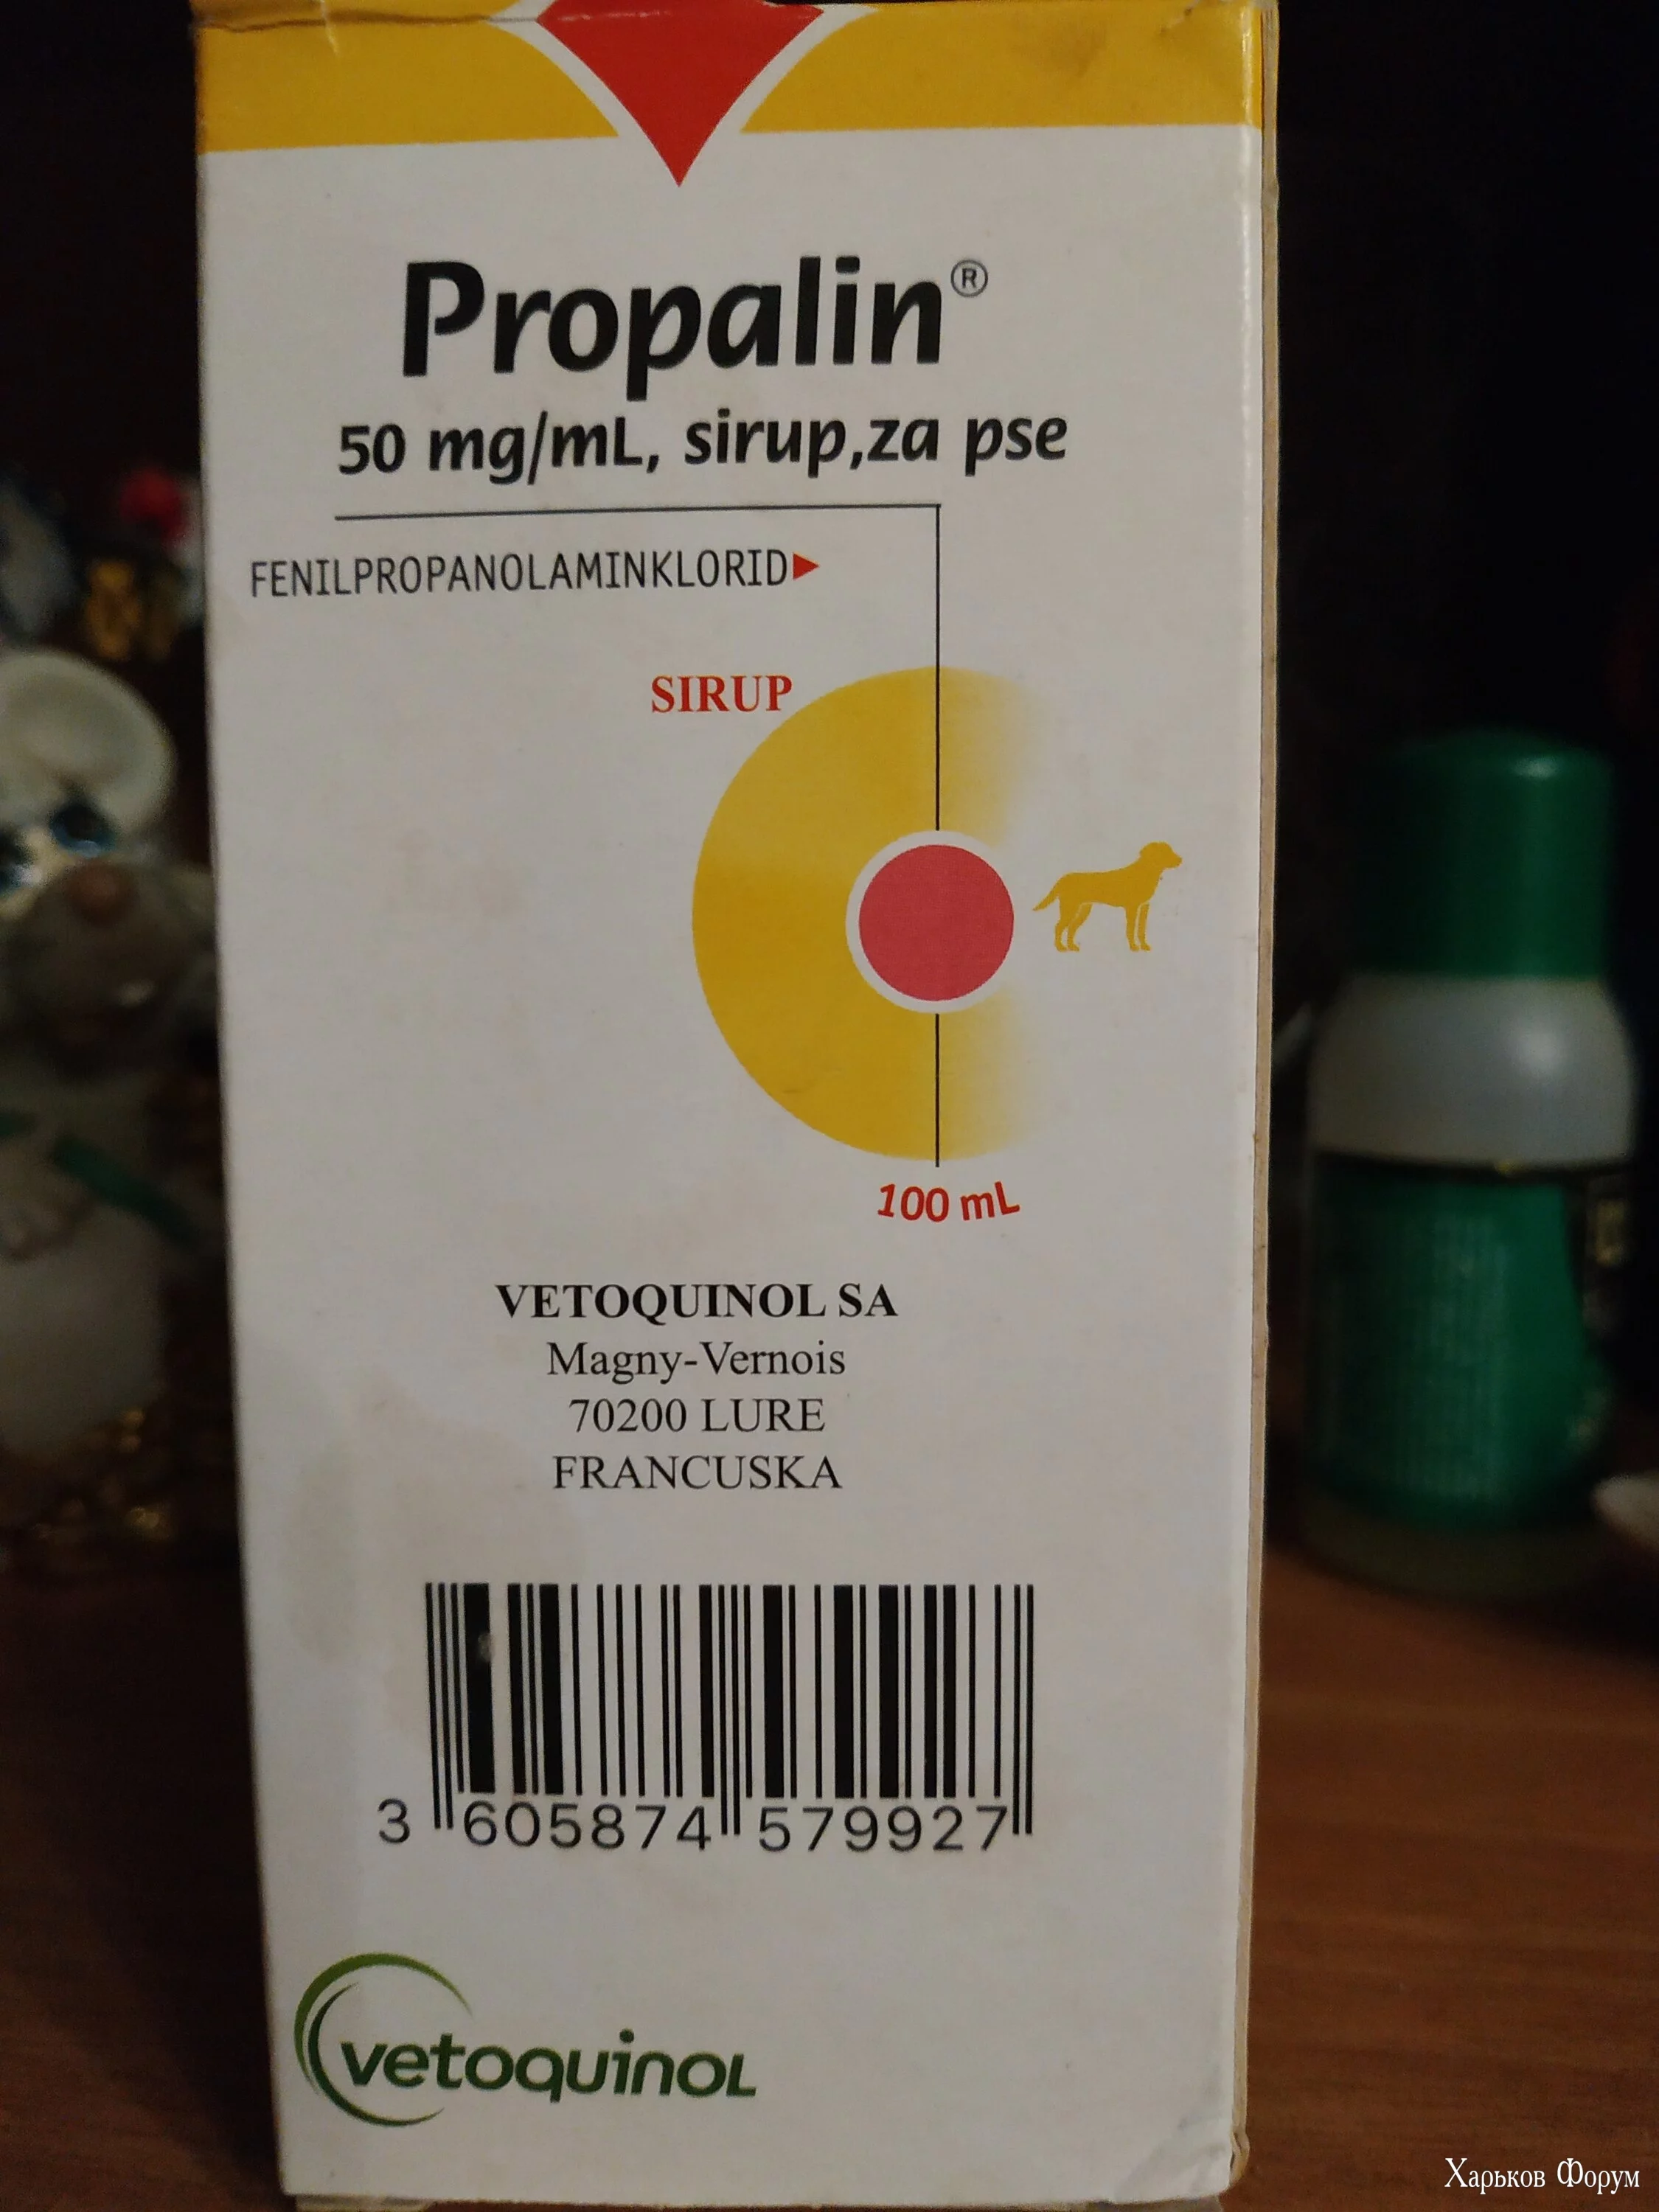 Propalin®
50 mg/mL, sirup,za pse
FENILPROPANOLAMINKLORID
SIRUP
100 mL
VETOQUINOL SA
Magny-Vernois
70200 LURE
FRANCUSKA
3 605874 579927
vetoquinol
Харьков Форум